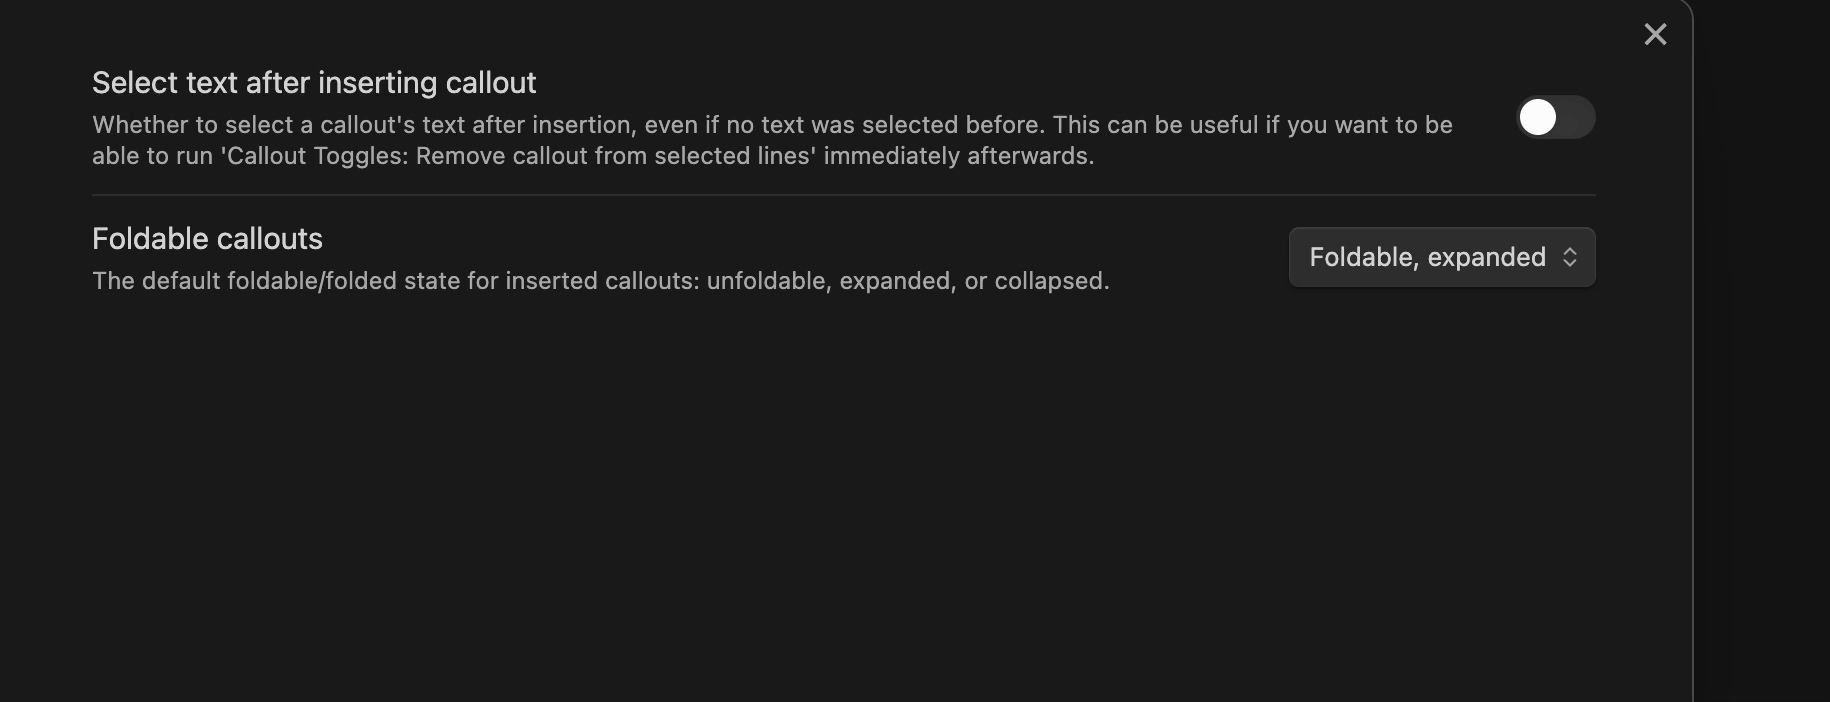 Select text after inserting callout
Whether to select a callout's text after insertion, even if no text was selected before. This can be useful if you want to be
able to run 'Callout Toggles: Remove callout from selected lines' immediately afterwards.
Foldable callouts
Foldable, expanded
The default foldable/folded state for inserted callouts: unfoldable, expanded, or collapsed.